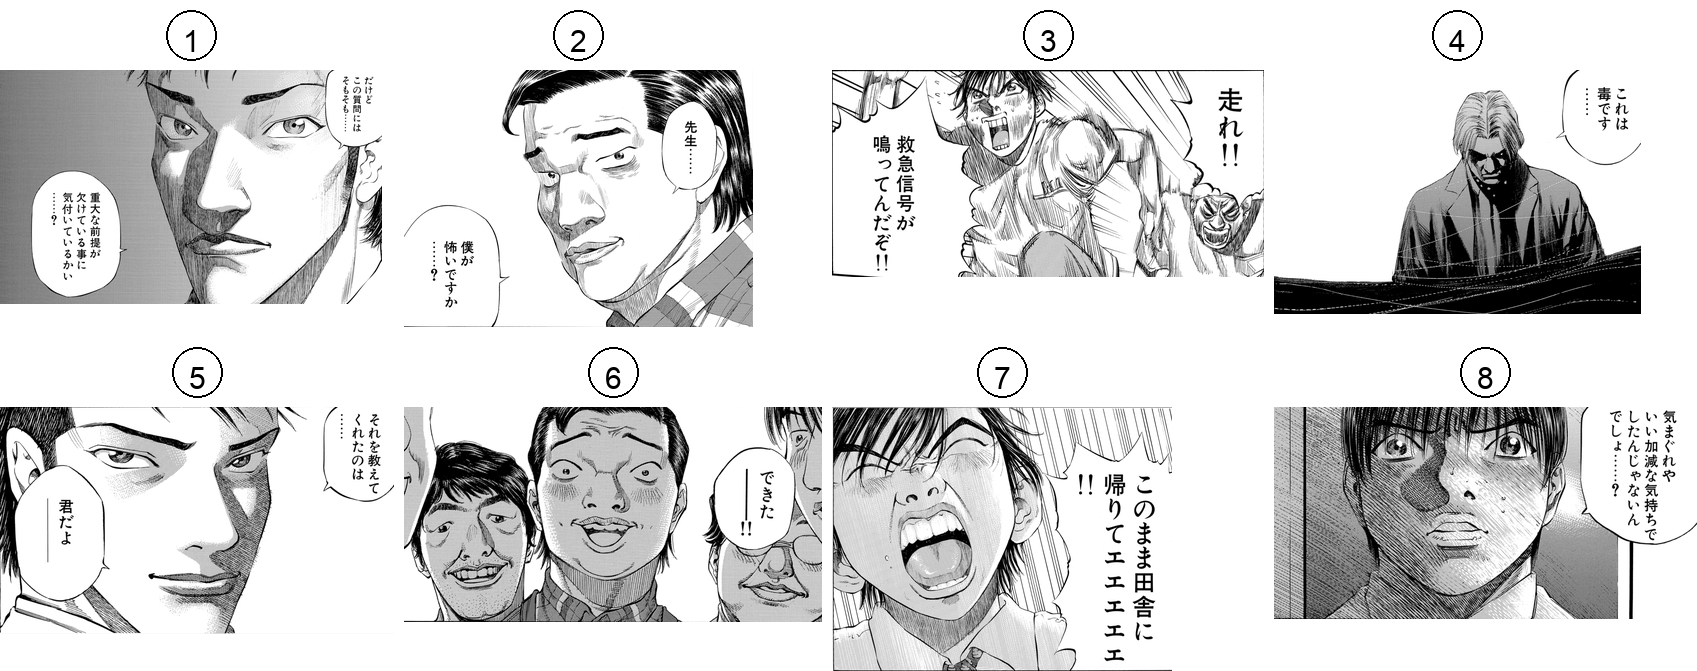 1
だけど
この質問には
そもそも……
重大な前提が
欠けている事に
気付いているかい
……？
2
先生……
僕が
怖いですか
……？
3
走れ!!
救急信号が
鳴ってんだぞ!!
4
これは
毒です
……
5
それを教えて
くれたのは
……
君だよ
――
6
できた
――!!
7
このまま田舎に
帰りてエエエエエ
!!
8
気まぐれや
いい加減な気持ちで
したんじゃないん
でしょ……？